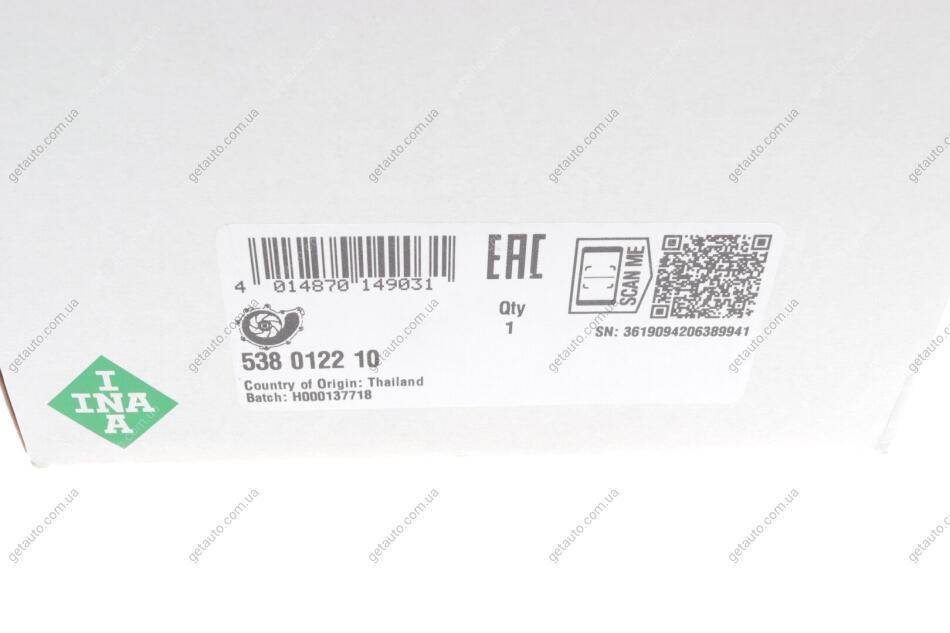 4 014870 149031
EAC
SCAN ME
Qty
1
SN: 3619094206389941
538 0122 10
Country of Origin: Thailand
Batch: H000137718
I
INA
A
getauto.com.ua